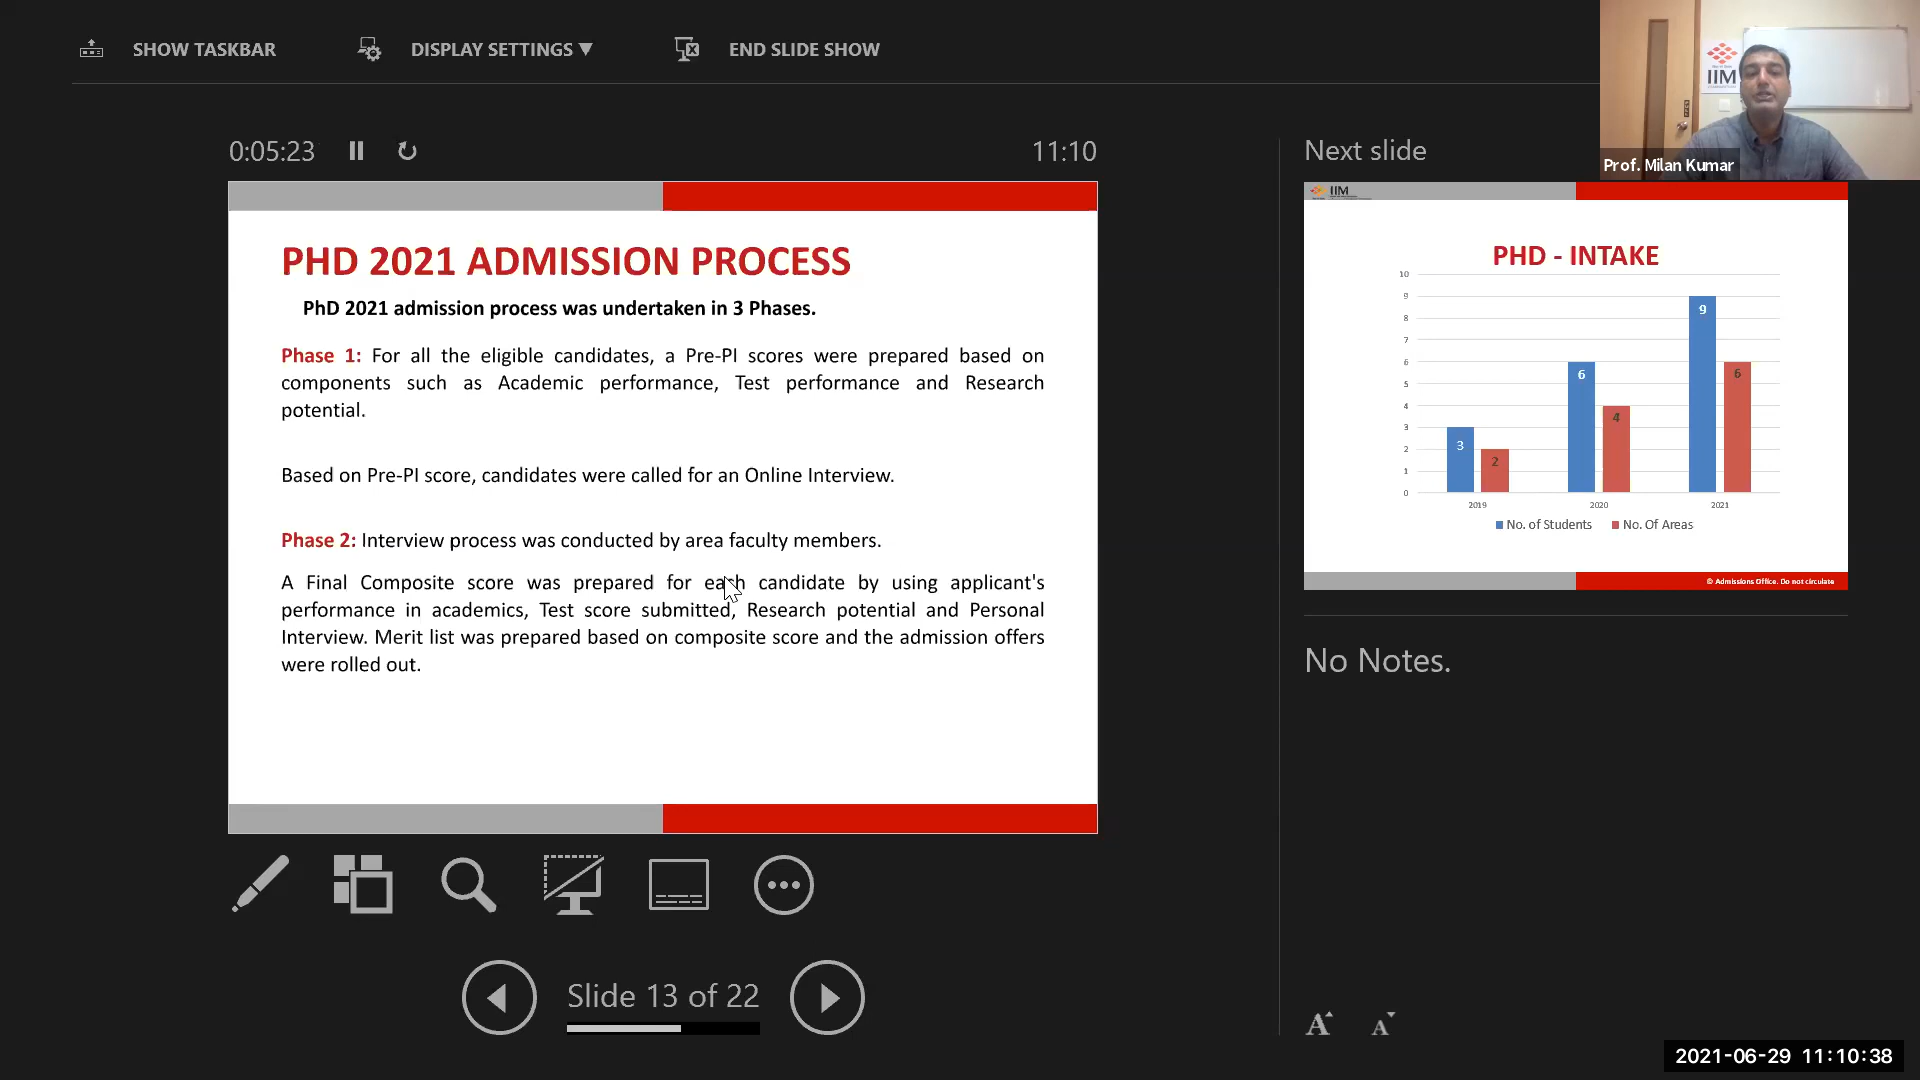 SHOW TASKBAR
DISPLAY SETTINGS ▼
END SLIDE SHOW
0:05:23
11:10
Next slide
IIM
Prof. Milan Kumar
PHD 2021 ADMISSION PROCESS
PhD 2021 admission process was undertaken in 3 Phases.
Phase 1: For all the eligible candidates, a Pre-PI scores were prepared based on
components such as Academic performance, Test performance and Research
potential.
Based on Pre-PI score, candidates were called for an Online Interview.
Phase 2: Interview process was conducted by area faculty members.
A Final Composite score was prepared for each candidate by using applicant's
performance in academics, Test score submitted, Research potential and Personal
Interview. Merit list was prepared based on composite score and the admission offers
were rolled out.
IIM
PHD - INTAKE
10
9
8
7
6
5
4
3
2
1
0
3
2
6
4
9
6
2019
2020
2021
No. of Students
No. Of Areas
© Admissions Office. Do not circulate
No Notes.
Slide 13 of 22
A
A
2021-06-29 11:10:38